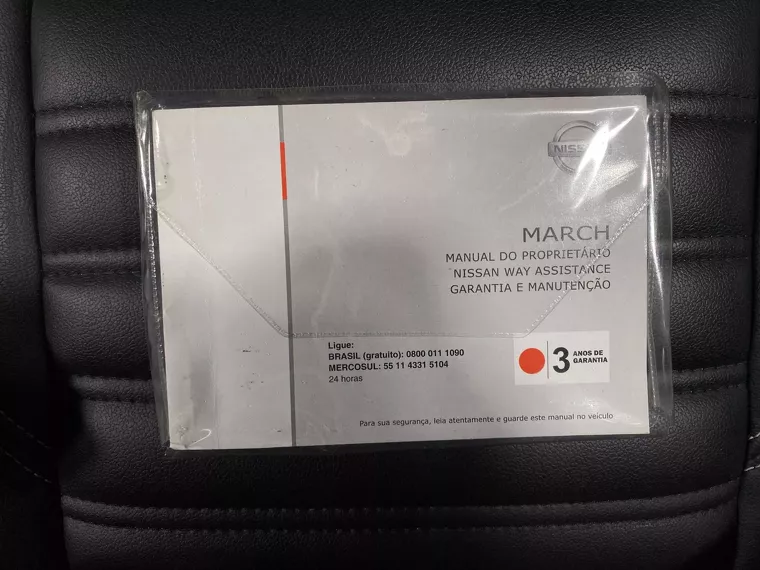 NISSAN
MARCH
MANUAL DO PROPRIETÁRIO
NISSAN WAY ASSISTANCE
GARANTIA E MANUTENÇÃO
Ligue:
BRASIL (gratuito): 0800 011 1090
MERCOSUL: 55 11 4331 5104
24 horas
3 ANOS DE
GARANTIA
Para sua segurança, leia atentamente e guarde este manual no veículo